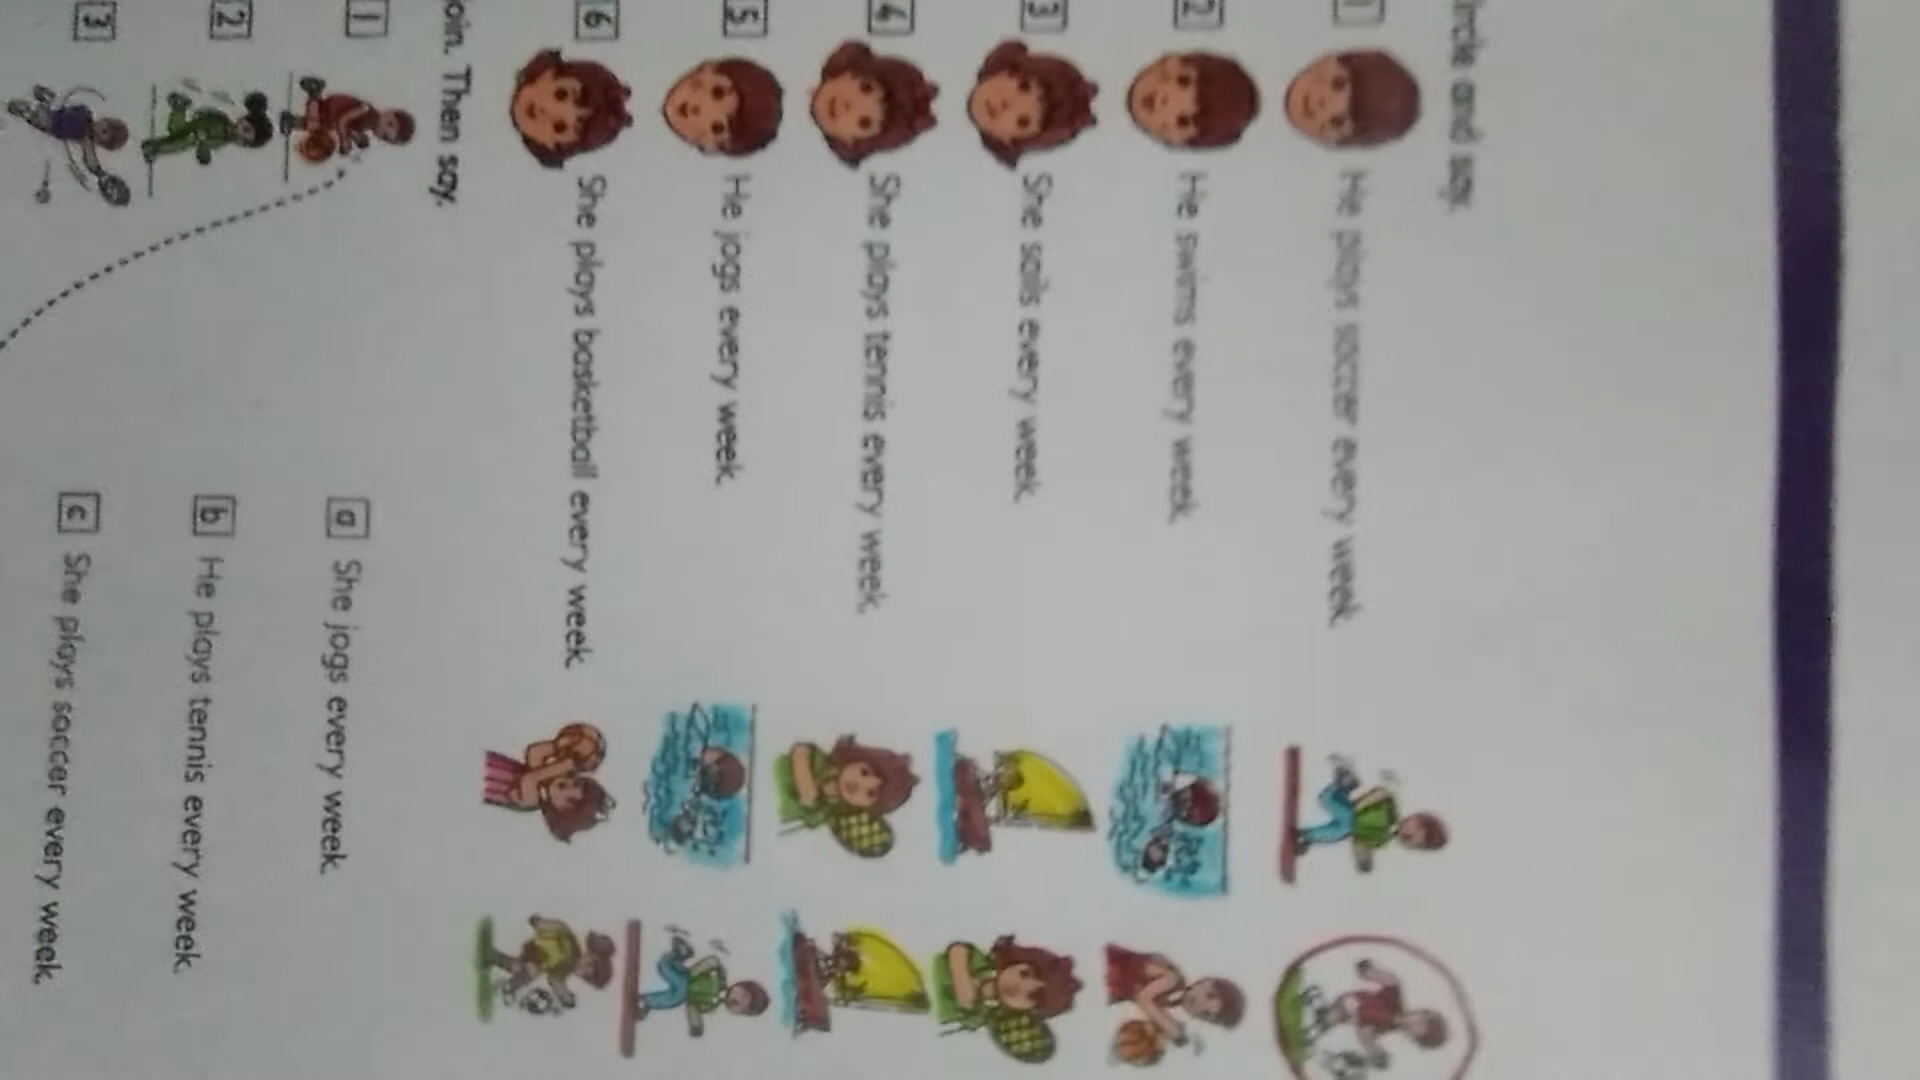 ircle and say.
1 He plays soccer every week.
2 He swims every week.
3 She sails every week.
4 She plays tennis every week.
5 He jogs every week.
6 She plays basketball every week.
oin. Then say.
1
a She jogs every week.
2
b He plays tennis every week.
3
c She plays soccer every week.